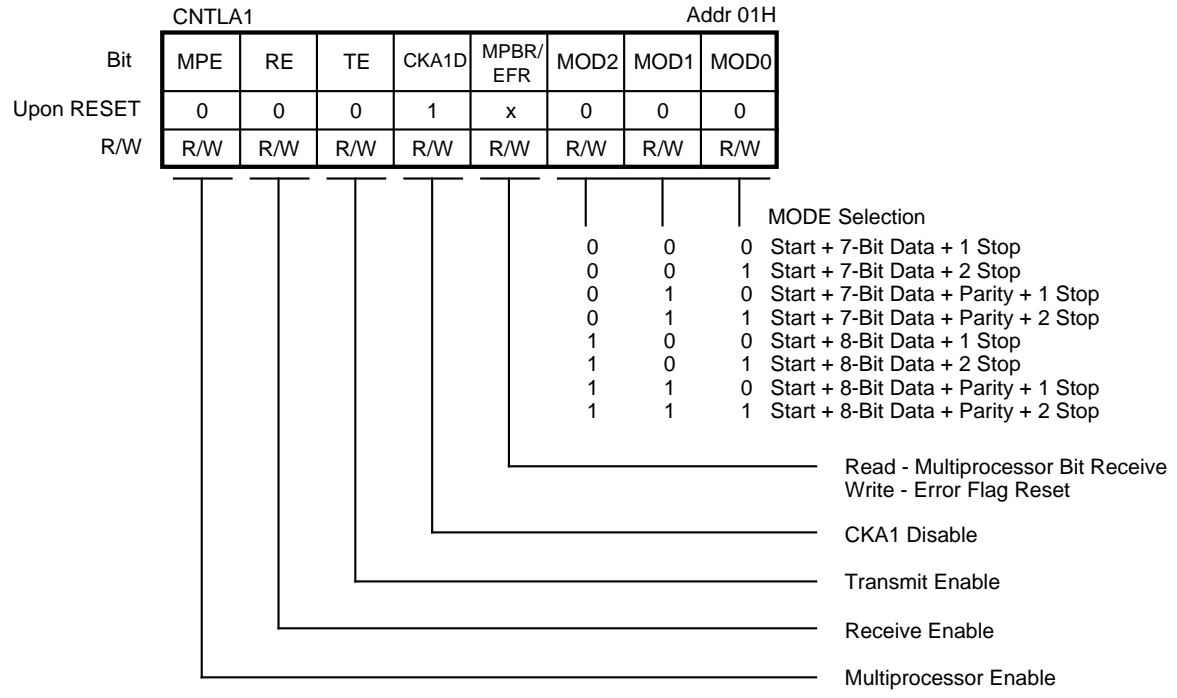 CNTLA1 Addr 01H
Bit MPE RE TE CKA1D MPBR/ EFR MOD2 MOD1 MOD0
Upon RESET 0 0 0 1 x 0 0 0
R/W R/W R/W R/W R/W R/W R/W R/W R/W
MODE Selection
0 0 0 Start + 7-Bit Data + 1 Stop
0 0 1 Start + 7-Bit Data + 2 Stop
0 1 0 Start + 7-Bit Data + Parity + 1 Stop
0 1 1 Start + 7-Bit Data + Parity + 2 Stop
1 0 0 Start + 8-Bit Data + 1 Stop
1 0 1 Start + 8-Bit Data + 2 Stop
1 1 0 Start + 8-Bit Data + Parity + 1 Stop
1 1 1 Start + 8-Bit Data + Parity + 2 Stop
Read - Multiprocessor Bit Receive
Write - Error Flag Reset
CKA1 Disable
Transmit Enable
Receive Enable
Multiprocessor Enable